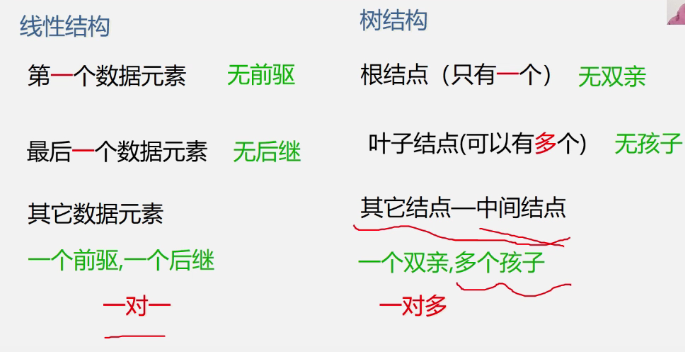 线性结构
第一个数据元素 无前驱
最后一个数据元素 无后继
其它数据元素
一个前驱,一个后继
一对一
树结构
根结点（只有一个） 无双亲
叶子结点(可以有多个) 无孩子
其它结点—中间结点
一个双亲,多个孩子
一对多